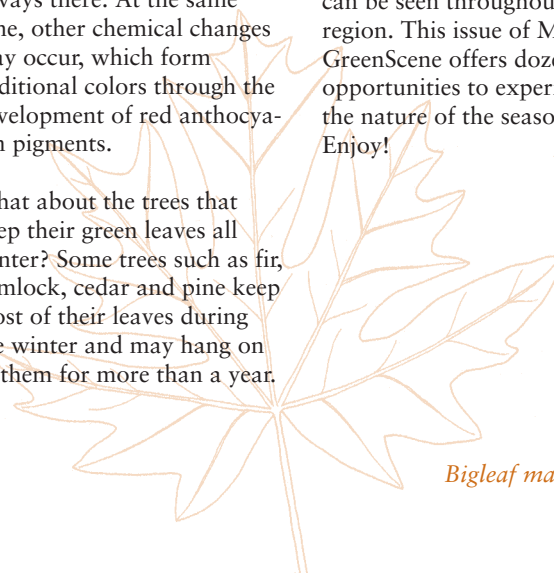 ways there. At the same
ne, other chemical changes
ay occur, which form
ditional colors through the
velopment of red anthocya-
n pigments.
hat about the trees that
ep their green leaves all
nter? Some trees such as fir,
mlock, cedar and pine keep
ost of their leaves during
e winter and may hang on
them for more than a year.
can be seen throughou
region. This issue of M
GreenScene offers doze
opportunities to experi
the nature of the seaso
Enjoy!
Bigleaf ma